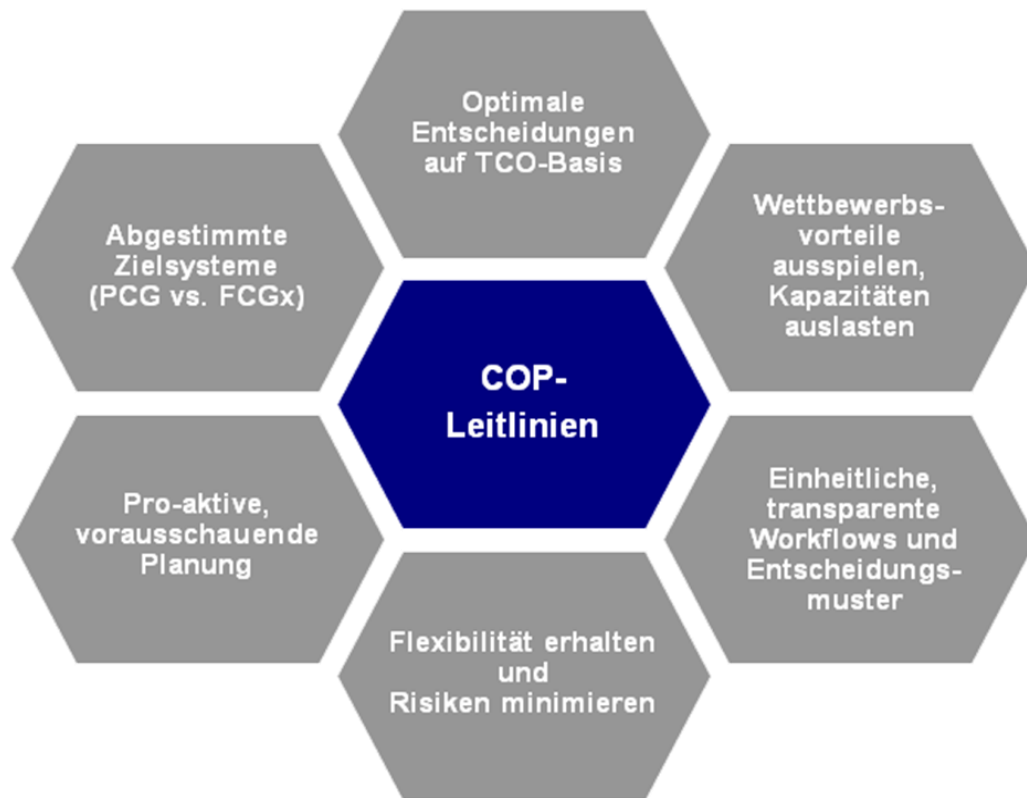 Optimale
Entscheidungen
auf TCO-Basis
Abgestimmte
Zielsysteme
(PCG vs. FCGx)
Wettbewerbs-
vorteile
ausspielen,
Kapazitäten
auslasten
COP-
Leitlinien
Pro-aktive,
vorausschauende
Planung
Einheitliche,
transparente
Workflows und
Entscheidungs-
muster
Flexibilität erhalten
und
Risiken minimieren